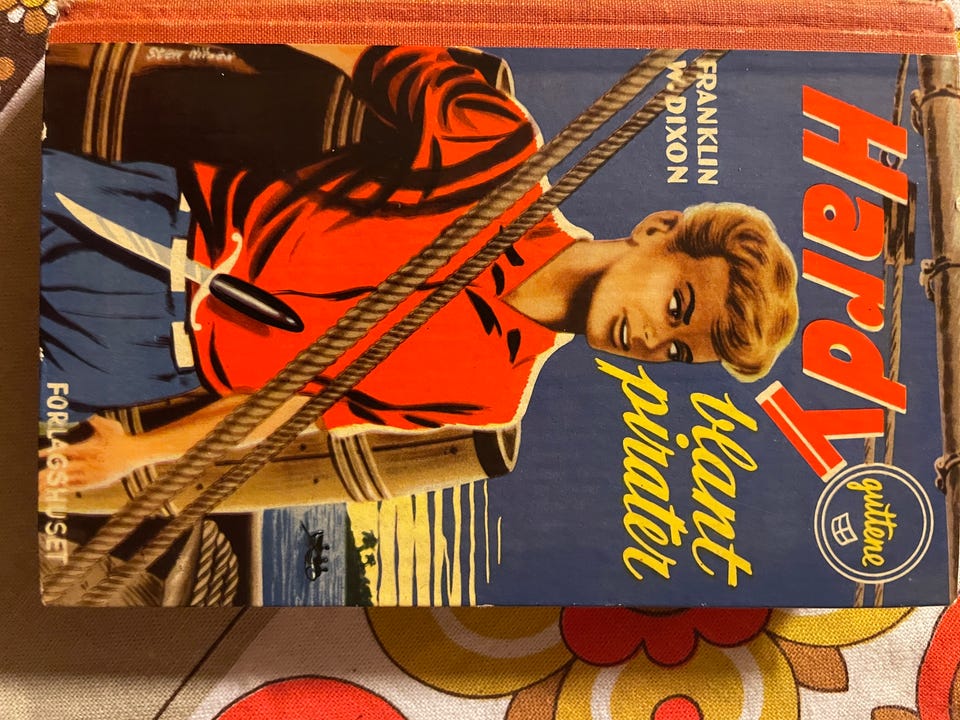 Hardy
guttene
FRANKLIN
W. DIXON
blant
pirater
FORLAGSHUSET